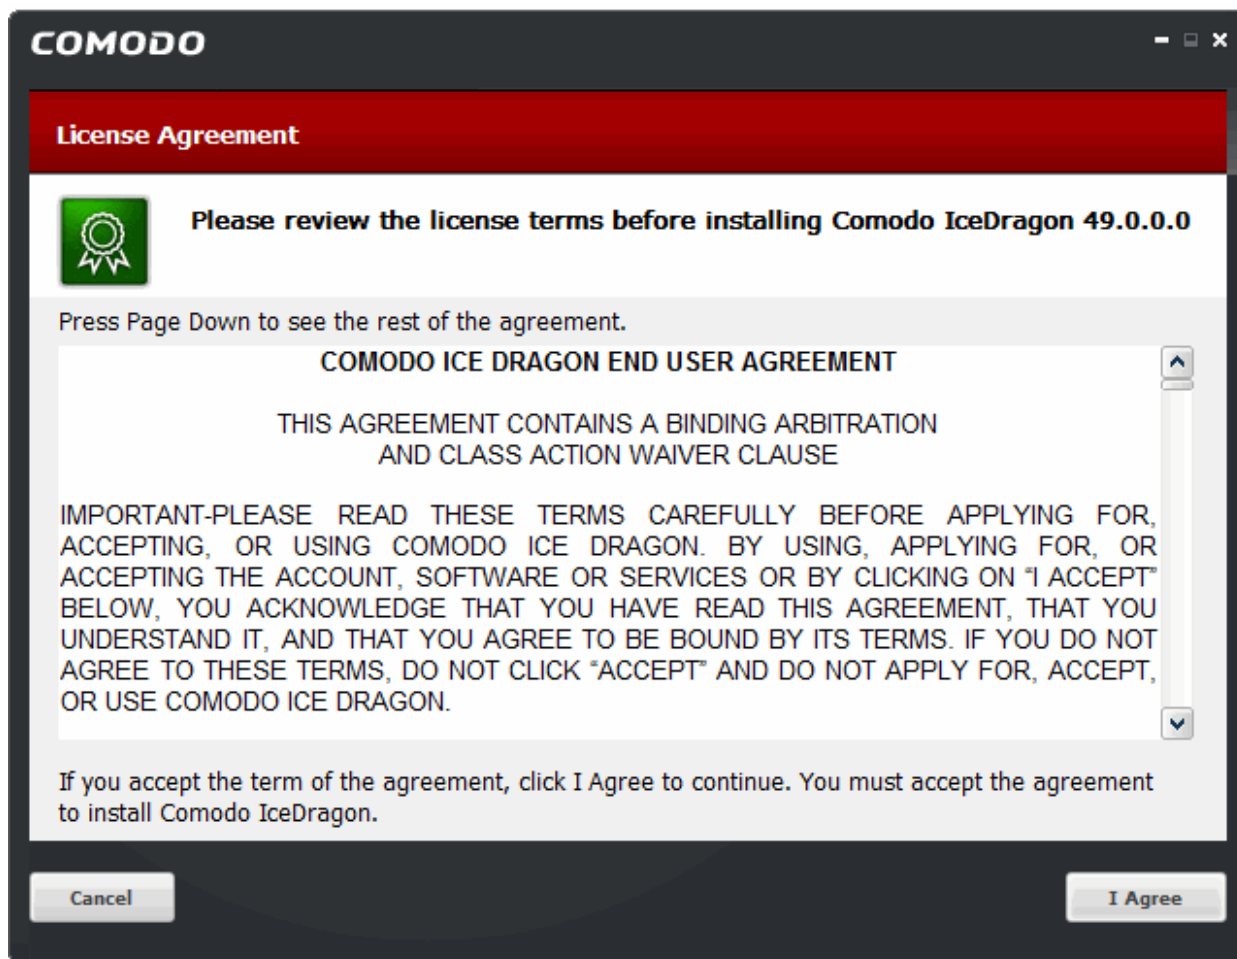 COMODO
License Agreement
Please review the license terms before installing Comodo IceDragon 49.0.0.0
Press Page Down to see the rest of the agreement.
COMODO ICE DRAGON END USER AGREEMENT
THIS AGREEMENT CONTAINS A BINDING ARBITRATION
AND CLASS ACTION WAIVER CLAUSE
IMPORTANT-PLEASE READ THESE TERMS CAREFULLY BEFORE APPLYING FOR,
ACCEPTING, OR USING COMODO ICE DRAGON. BY USING, APPLYING FOR, OR
ACCEPTING THE ACCOUNT, SOFTWARE OR SERVICES OR BY CLICKING ON “I ACCEPT”
BELOW, YOU ACKNOWLEDGE THAT YOU HAVE READ THIS AGREEMENT, THAT YOU
UNDERSTAND IT, AND THAT YOU AGREE TO BE BOUND BY ITS TERMS. IF YOU DO NOT
AGREE TO THESE TERMS, DO NOT CLICK “ACCEPT” AND DO NOT APPLY FOR, ACCEPT,
OR USE COMODO ICE DRAGON.
If you accept the term of the agreement, click I Agree to continue. You must accept the agreement
to install Comodo IceDragon.
Cancel
I Agree